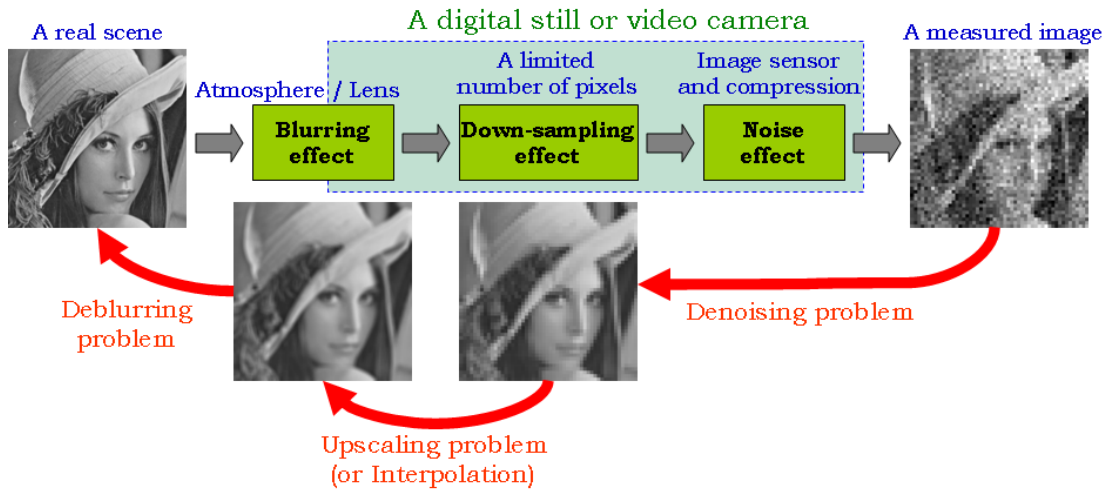 A digital still or video camera
A real scene
A measured image
Atmosphere / Lens
A limited
number of pixels
Image sensor
and compression
Blurring
effect
Down-sampling
effect
Noise
effect
Deblurring
problem
Denoising problem
Upscaling problem
(or Interpolation)